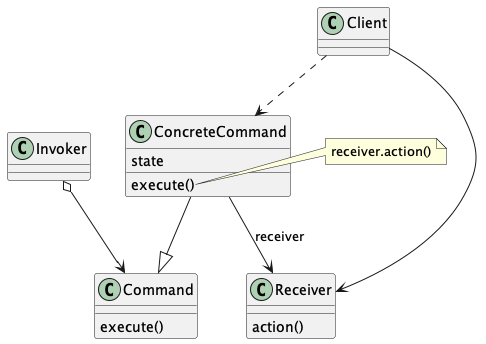 C Client
C ConcreteCommand
state
execute()
receiver.action()
C Invoker
receiver
C Command
execute()
C Receiver
action()